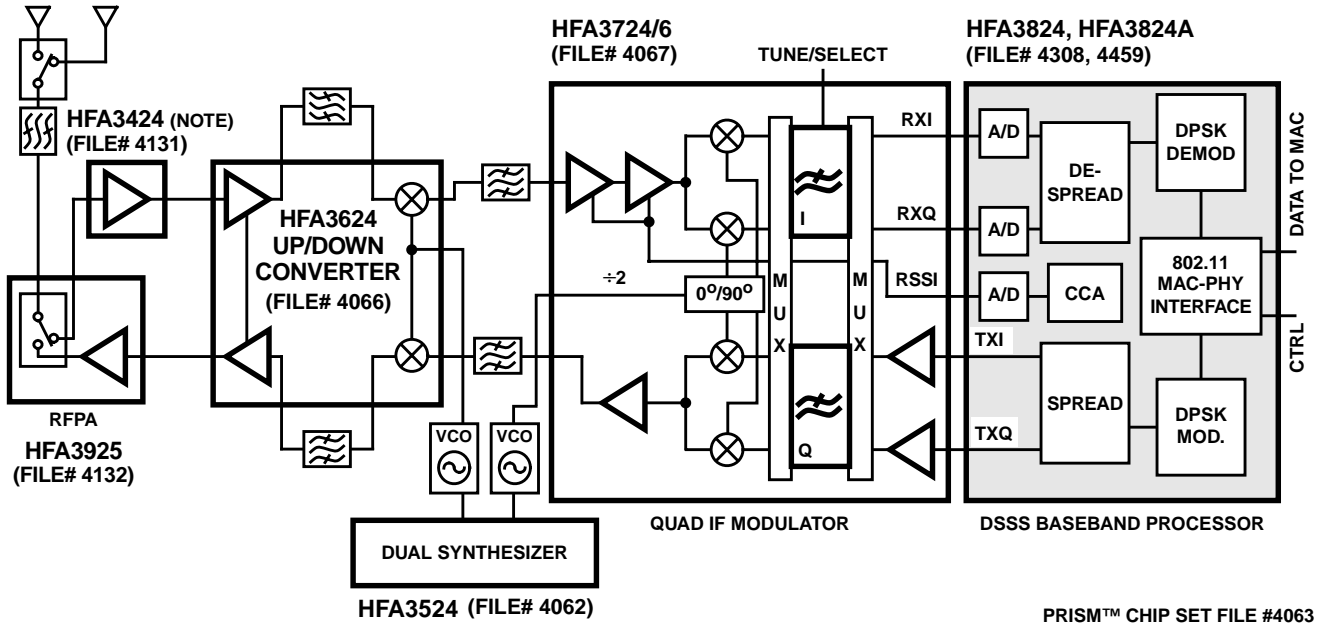 HFA3424 (NOTE)
(FILE# 4131)
HFA3624
UP/DOWN
CONVERTER
(FILE# 4066)
RFPA
HFA3925
(FILE# 4132)
VCO
VCO
DUAL SYNTHESIZER
HFA3524 (FILE# 4062)
HFA3724/6
(FILE# 4067)
TUNE/SELECT
I
÷2
0°/90°
M
U
X
M
U
X
Q
RXI
RXQ
RSSI
TXI
TXQ
QUAD IF MODULATOR
HFA3824, HFA3824A
(FILE# 4308, 4459)
A/D
A/D
A/D
DE-
SPREAD
CCA
SPREAD
DPSK
DEMOD
802.11
MAC-PHY
INTERFACE
DPSK
MOD.
DATA TO MAC
CTRL
DSSS BASEBAND PROCESSOR
PRISM™ CHIP SET FILE #4063